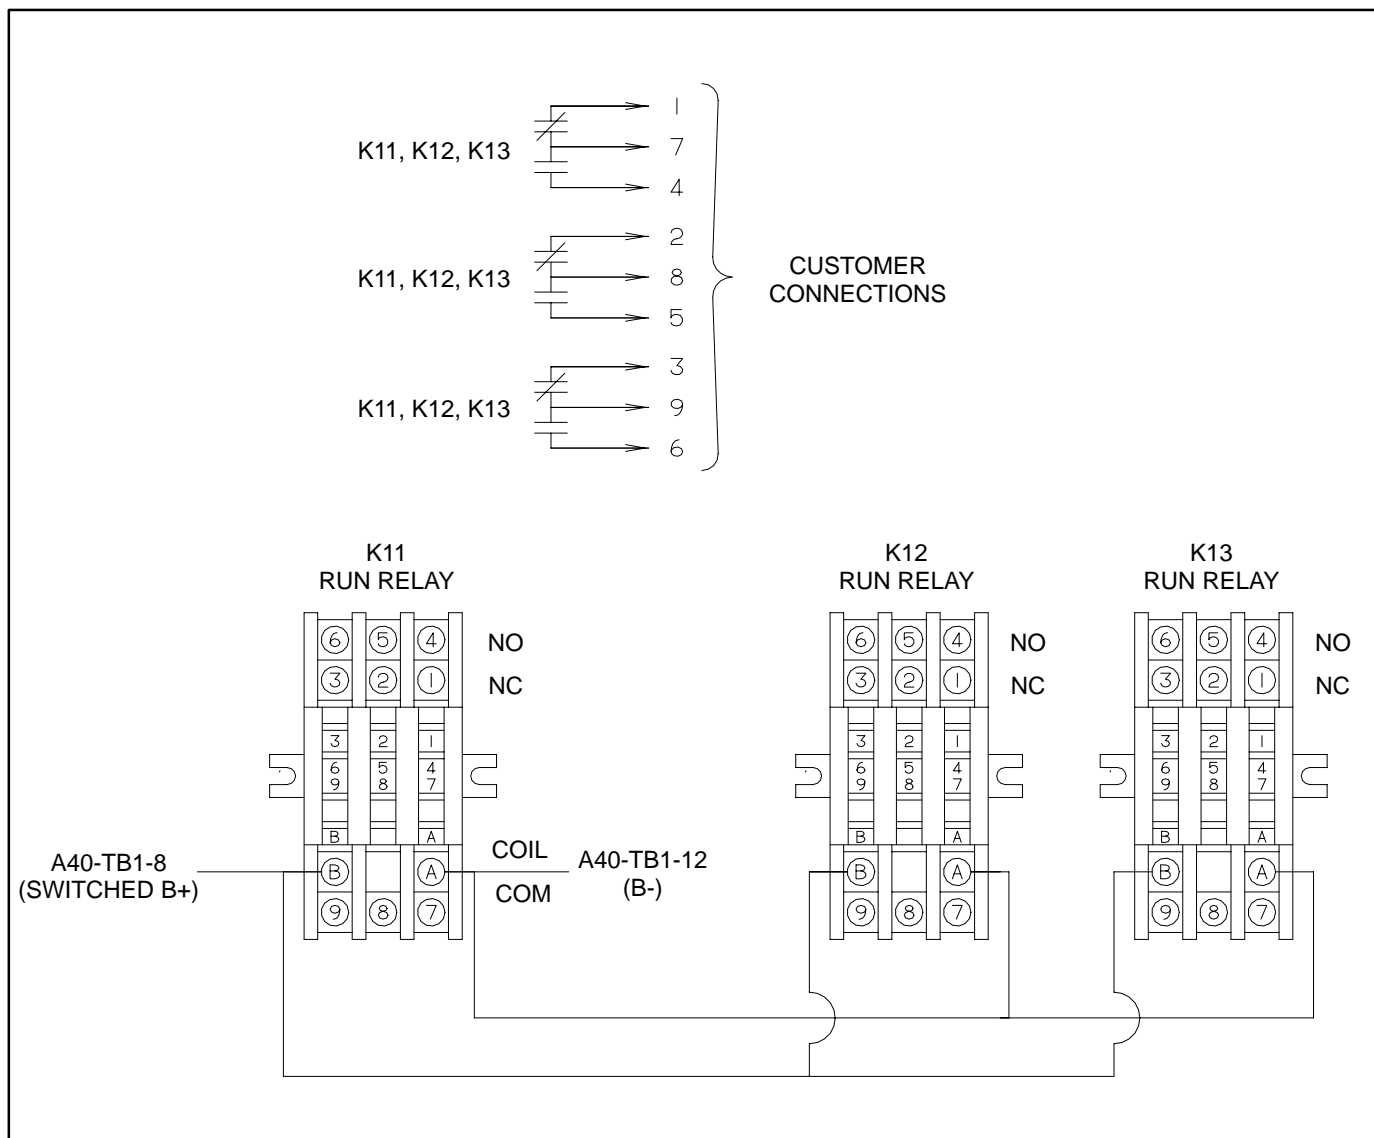 1
7
K11, K12, K13
4
2
8
K11, K12, K13
5
3
9
K11, K12, K13
6
CUSTOMER
CONNECTIONS
K11
RUN RELAY
6 5 4 NO
3 2 1 NC
3 2 1
6 5 4
9 8 7
B A
B A
9 8 7
A40-TB1-8
(SWITCHED B+)
COIL
COM
A40-TB1-12
(B-)
K12
RUN RELAY
6 5 4 NO
3 2 1 NC
3 2 1
6 5 4
9 8 7
B A
B A
9 8 7
K13
RUN RELAY
6 5 4 NO
3 2 1 NC
3 2 1
6 5 4
9 8 7
B A
B A
9 8 7